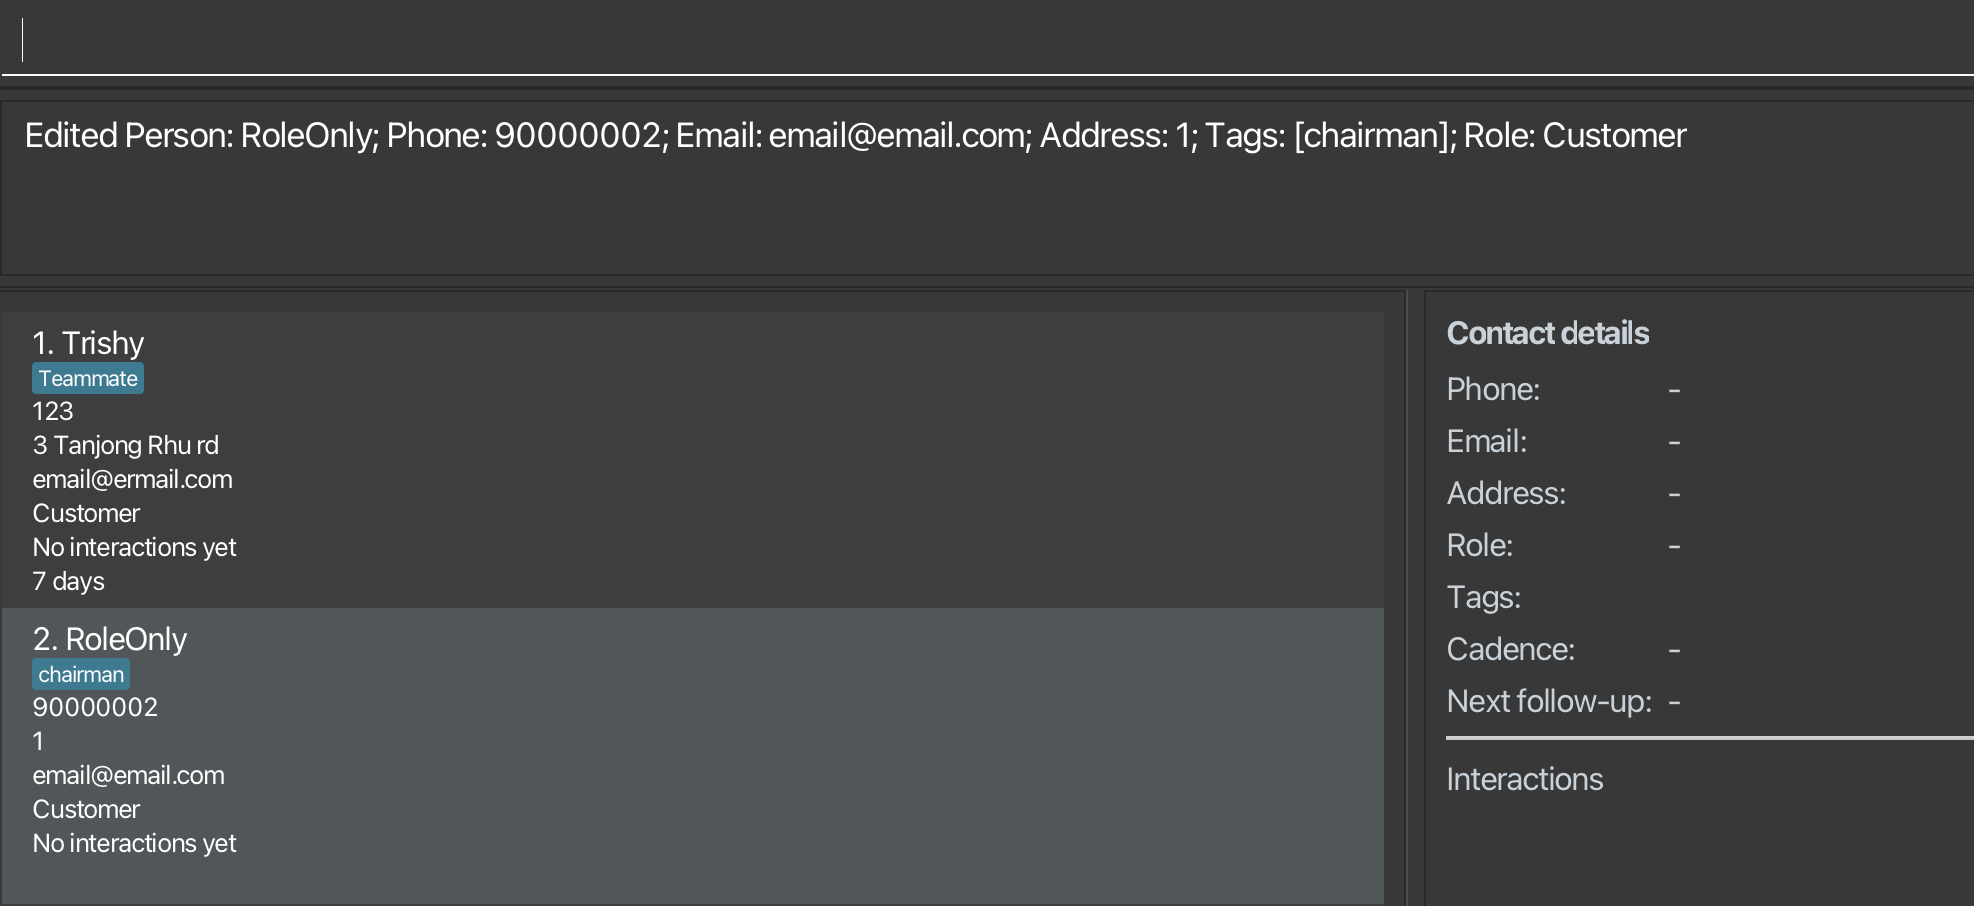 Edited Person: RoleOnly; Phone: 90000002; Email: email@email.com; Address: 1; Tags: [chairman]; Role: Customer
1. Trishy
Teammate
123
3 Tanjong Rhu rd
email@ermail.com
Customer
No interactions yet
7 days
2. RoleOnly
chairman
90000002
1
email@email.com
Customer
No interactions yet
Contact details
Phone: -
Email: -
Address: -
Role: -
Tags:
Cadence: -
Next follow-up: -
Interactions